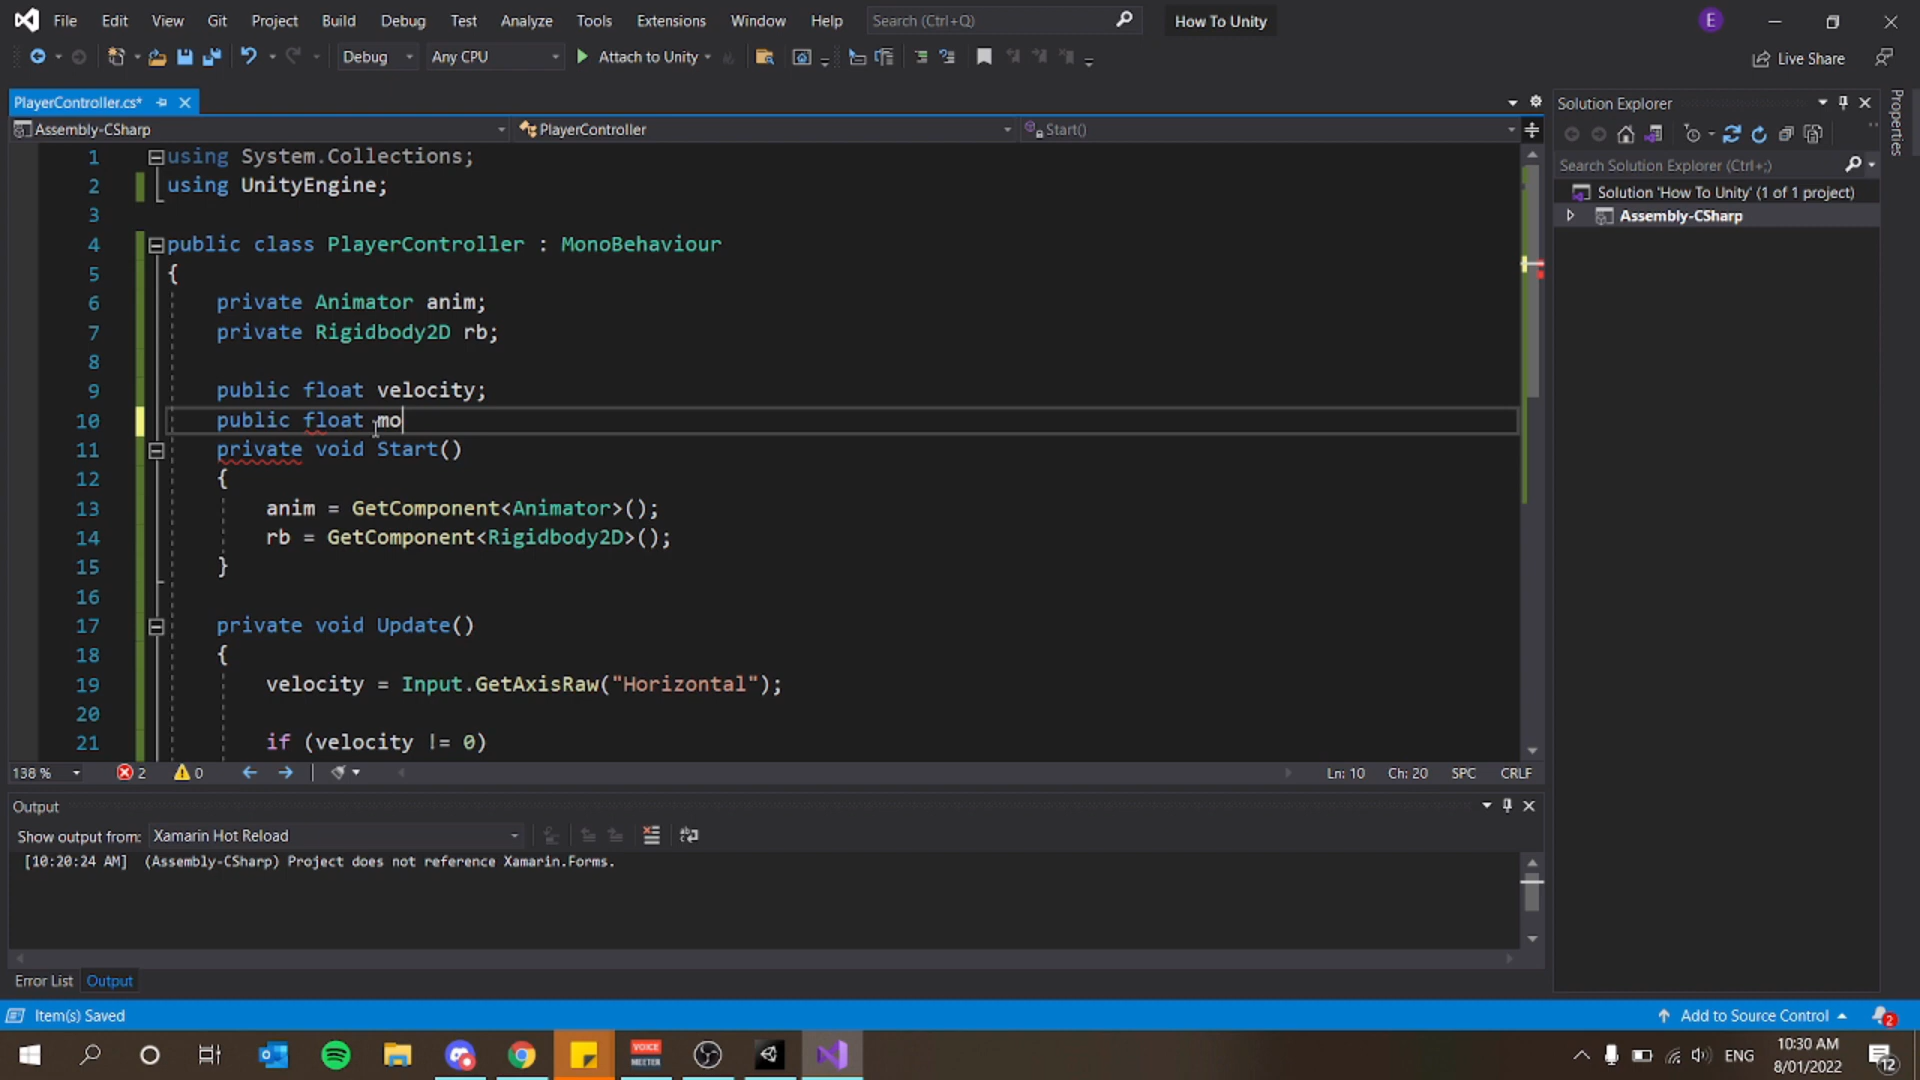 File Edit View Git Project Build Debug Test Analyze Tools Extensions Window Help Search (Ctrl+Q) How To Unity E
Debug Any CPU Attach to Unity Live Share
PlayerController.cs*
Assembly-CSharp PlayerController Start()
1 using System.Collections;
2 using UnityEngine;
3
4 public class PlayerController : MonoBehaviour
5 {
6 private Animator anim;
7 private Rigidbody2D rb;
8
9 public float velocity;
10 public float mo
11 private void Start()
12 {
13 anim = GetComponent<Animator>();
14 rb = GetComponent<Rigidbody2D>();
15 }
16
17 private void Update()
18 {
19 velocity = Input.GetAxisRaw("Horizontal");
20
21 if (velocity != 0)
138 % 2 0 Ln: 10 Ch: 20 SPC CRLF
Solution Explorer
Search Solution Explorer (Ctrl+;)
Solution 'How To Unity' (1 of 1 project)
Assembly-CSharp
Properties
Output
Show output from: Xamarin Hot Reload
[10:20:24 AM] (Assembly-CSharp) Project does not reference Xamarin.Forms.
Error List Output
Item(s) Saved Add to Source Control 2
VOICE MEETER
ENG
10:30 AM
8/01/2022
12